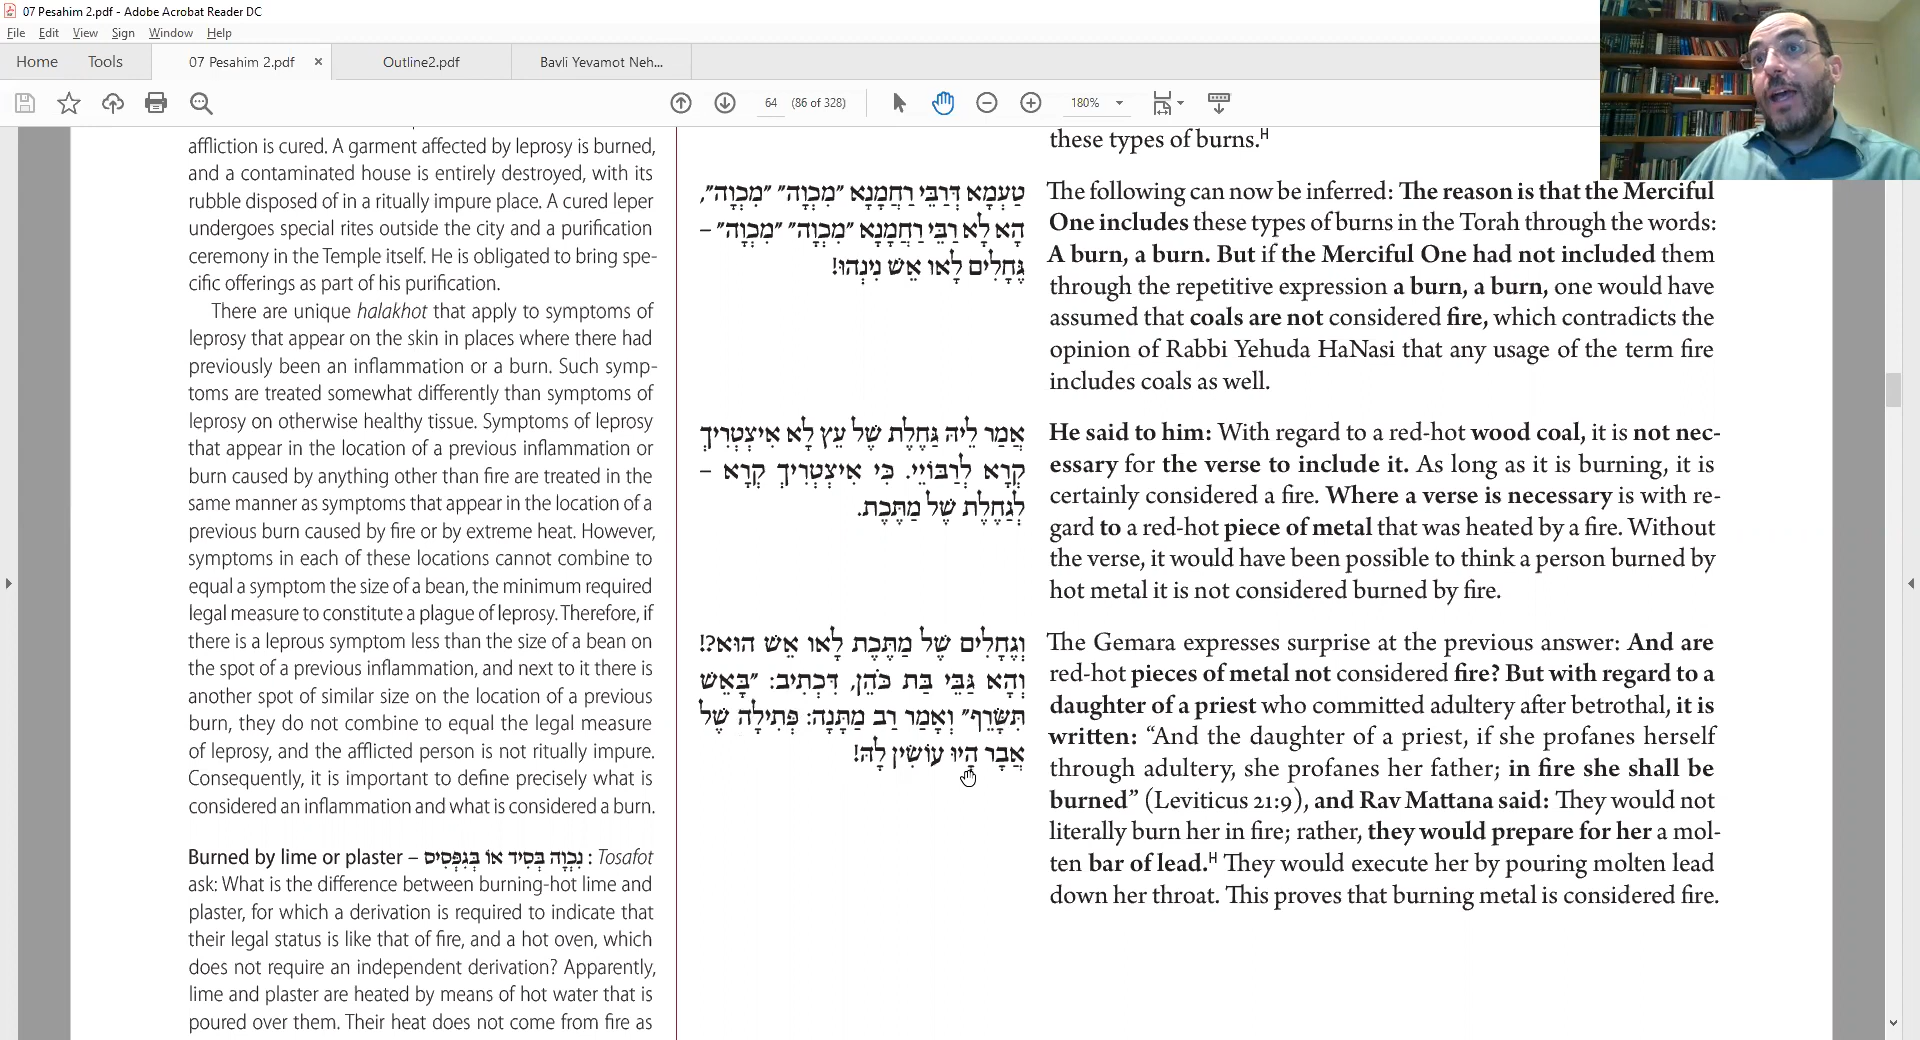 07 Pesahim 2.pdf - Adobe Acrobat Reader DC
File Edit View Sign Window Help
Home Tools 07 Pesahim 2.pdf × Outline2.pdf Bavli Yevamot Neh...
64 (86 of 328) 180%
affliction is cured. A garment affected by leprosy is burned,
and a contaminated house is entirely destroyed, with its
rubble disposed of in a ritually impure place. A cured leper
undergoes special rites outside the city and a purification
ceremony in the Temple itself. He is obligated to bring spe-
cific offerings as part of his purification.
There are unique halakhot that apply to symptoms of
leprosy that appear on the skin in places where there had
previously been an inflammation or a burn. Such symp-
toms are treated somewhat differently than symptoms of
leprosy on otherwise healthy tissue. Symptoms of leprosy
that appear in the location of a previous inflammation or
burn caused by anything other than fire are treated in the
same manner as symptoms that appear in the location of a
previous burn caused by fire or by extreme heat. However,
symptoms in each of these locations cannot combine to
equal a symptom the size of a bean, the minimum required
legal measure to constitute a plague of leprosy. Therefore, if
there is a leprous symptom less than the size of a bean on
the spot of a previous inflammation, and next to it there is
another spot of similar size on the location of a previous
burn, they do not combine to equal the legal measure
of leprosy, and the afflicted person is not ritually impure.
Consequently, it is important to define precisely what is
considered an inflammation and what is considered a burn.
Burned by lime or plaster – נִכְוָה בְּסִיד אוֹ בְּגִפְסִיס: Tosafot
ask: What is the difference between burning-hot lime and
plaster, for which a derivation is required to indicate that
their legal status is like that of fire, and a hot oven, which
does not require an independent derivation? Apparently,
lime and plaster are heated by means of hot water that is
poured over them. Their heat does not come from fire as
these types of burns.H
טַעְמָא דְּרַבֵּי רַחֲמָנָא ״מִכְוָה״ ״מִכְוָה״,
הָא לָא רַבֵּי רַחֲמָנָא ״מִכְוָה״ ״מִכְוָה״ –
גֶּחָלִים לָאו אֵשׁ נִינְהוּ!
The following can now be inferred: The reason is that the Merciful
One includes these types of burns in the Torah through the words:
A burn, a burn. But if the Merciful One had not included them
through the repetitive expression a burn, a burn, one would have
assumed that coals are not considered fire, which contradicts the
opinion of Rabbi Yehuda HaNasi that any usage of the term fire
includes coals as well.
אֲמַר לֵיהּ גַּחֶלֶת שֶׁל עֵץ לָא אִיצְטְרִיךְ
קְרָא לְרַבּוֹיֵי. כִּי אִיצְטְרִיךְ קְרָא –
לְגַחֶלֶת שֶׁל מַתֶּכֶת.
He said to him: With regard to a red-hot wood coal, it is not nec-
essary for the verse to include it. As long as it is burning, it is
certainly considered a fire. Where a verse is necessary is with re-
gard to a red-hot piece of metal that was heated by a fire. Without
the verse, it would have been possible to think a person burned by
hot metal it is not considered burned by fire.
וְגֶחָלִים שֶׁל מַתֶּכֶת לָאו אֵשׁ הוּא?!
וְהָא גַּבֵּי בַּת כֹּהֵן, דִּכְתִיב: ״בָּאֵשׁ
תִּשָּׂרֵף״ וְאָמַר רַב מַתָּנָה: פְּתִילָה שֶׁל
אֲבָר הָיוּ עוֹשִׂין לָהּ!
The Gemara expresses surprise at the previous answer: And are
red-hot pieces of metal not considered fire? But with regard to a
daughter of a priest who committed adultery after betrothal, it is
written: “And the daughter of a priest, if she profanes herself
through adultery, she profanes her father; in fire she shall be
burned” (Leviticus 21:9), and Rav Mattana said: They would not
literally burn her in fire; rather, they would prepare for her a mol-
ten bar of lead.H They would execute her by pouring molten lead
down her throat. This proves that burning metal is considered fire.